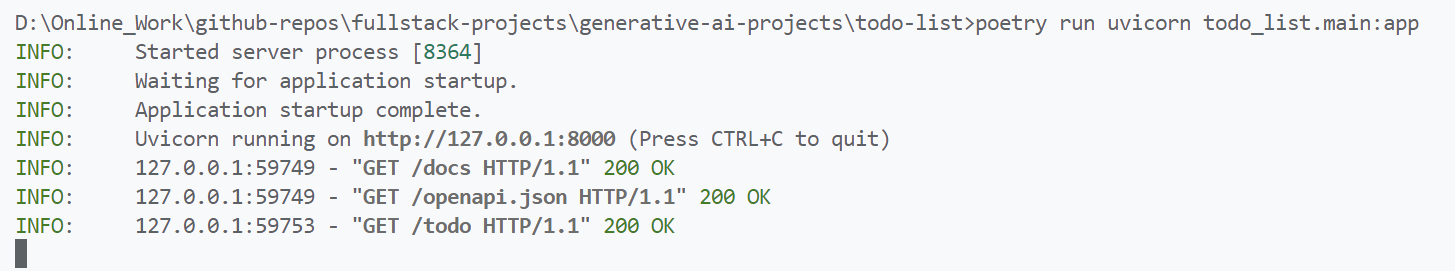 D:\Online_Work\github-repos\fullstack-projects\generative-ai-projects\todo-list>poetry run uvicorn todo_list.main:app
INFO:     Started server process [8364]
INFO:     Waiting for application startup.
INFO:     Application startup complete.
INFO:     Uvicorn running on http://127.0.0.1:8000 (Press CTRL+C to quit)
INFO:     127.0.0.1:59749 - "GET /docs HTTP/1.1" 200 OK
INFO:     127.0.0.1:59749 - "GET /openapi.json HTTP/1.1" 200 OK
INFO:     127.0.0.1:59753 - "GET /todo HTTP/1.1" 200 OK